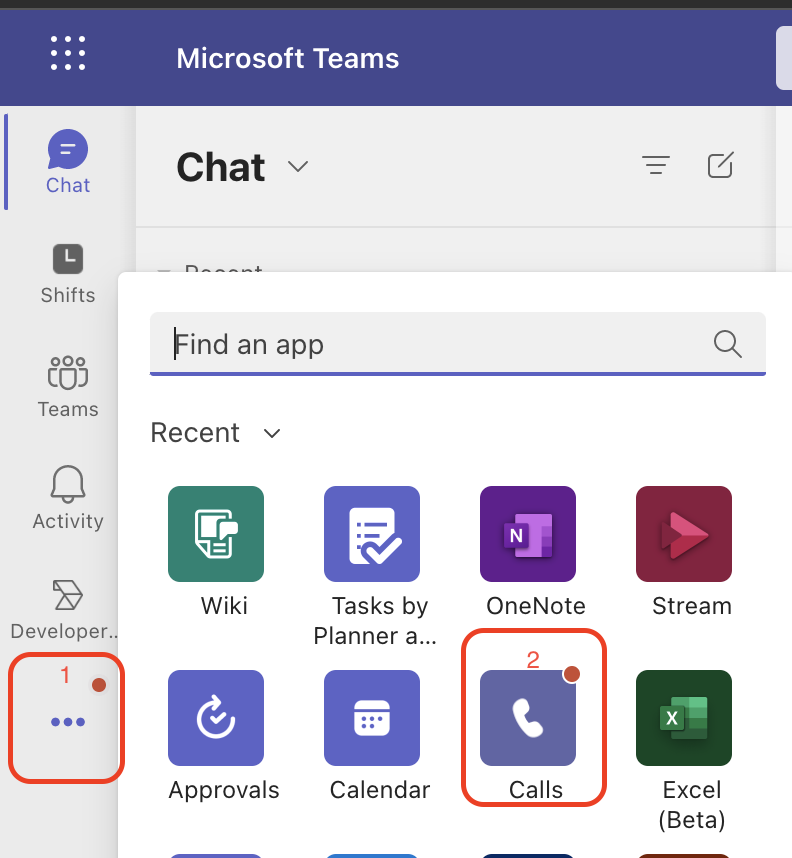 Microsoft Teams
Chat
Chat
Shifts
Teams
Activity
Developer...
1
Recent
Find an app
Recent
Wiki
Tasks by
Planner a...
N
OneNote
Stream
Approvals
Calendar
2
Calls
X
Excel
(Beta)